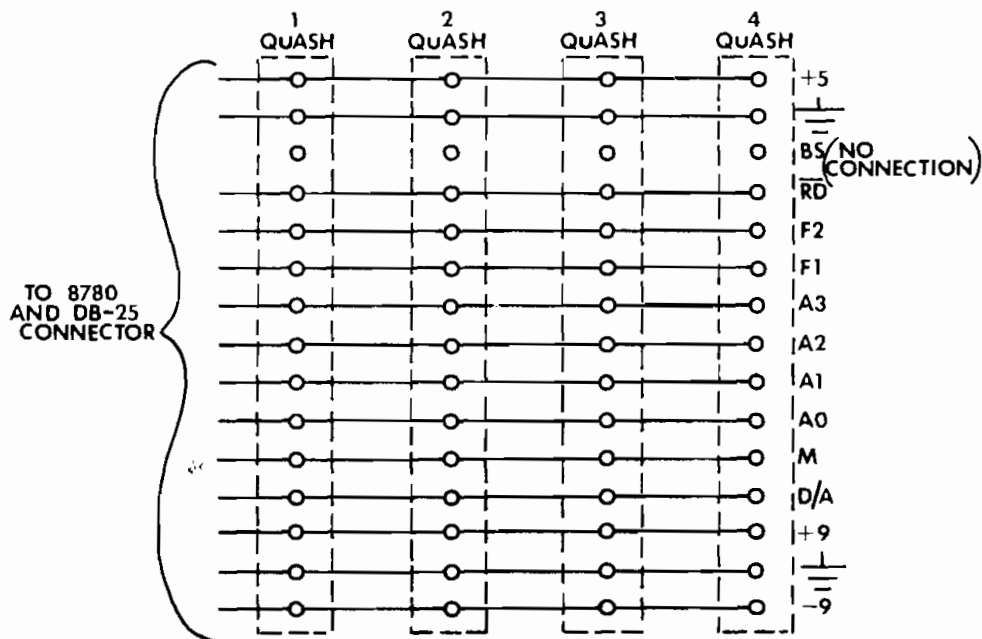 1 2 3 4
QUASH QUASH QUASH QUASH
+5
BS (NO CONNECTION)
R̅D̅
F2
F1
TO 8780
AND DB-25
CONNECTOR
A3
A2
A1
A0
M
D/A
+9
-9